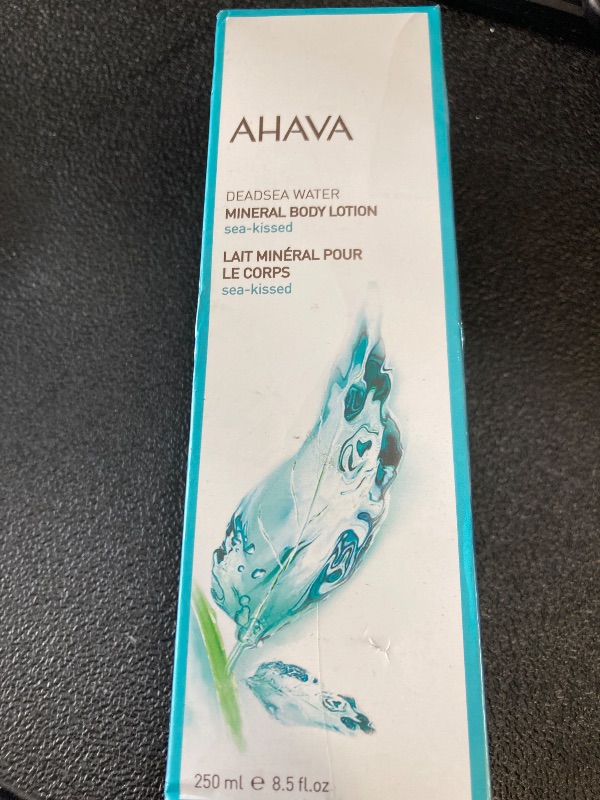 AHAVA
DEADSEA WATER
MINERAL BODY LOTION
sea-kissed
LAIT MINÉRAL POUR
LE CORPS
sea-kissed
250 ml ℮ 8.5 fl.oz